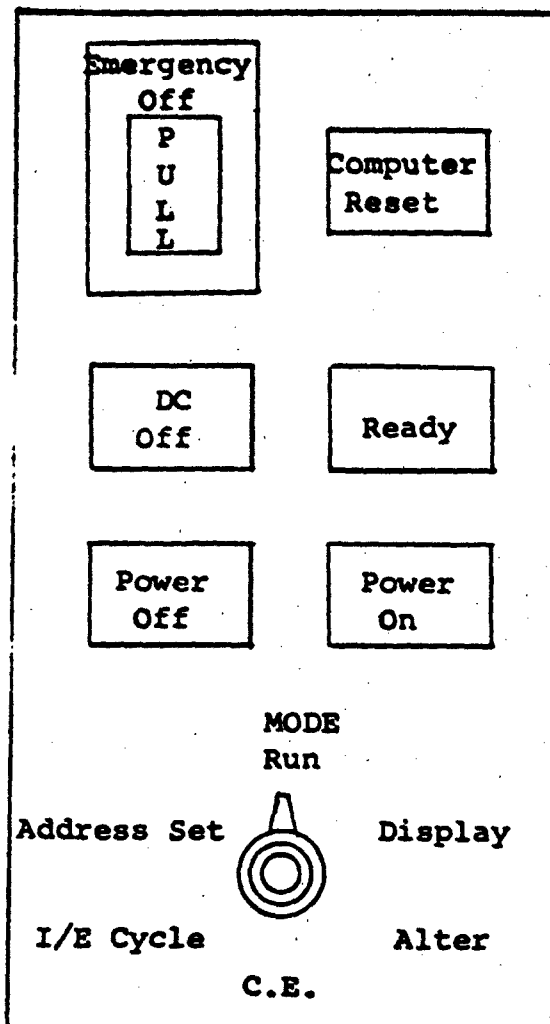 Emergency
Off
P
U
L
L
Computer
Reset
DC
Off
Ready
Power
Off
Power
On
MODE
Run
Address Set
Display
I/E Cycle
Alter
C.E.